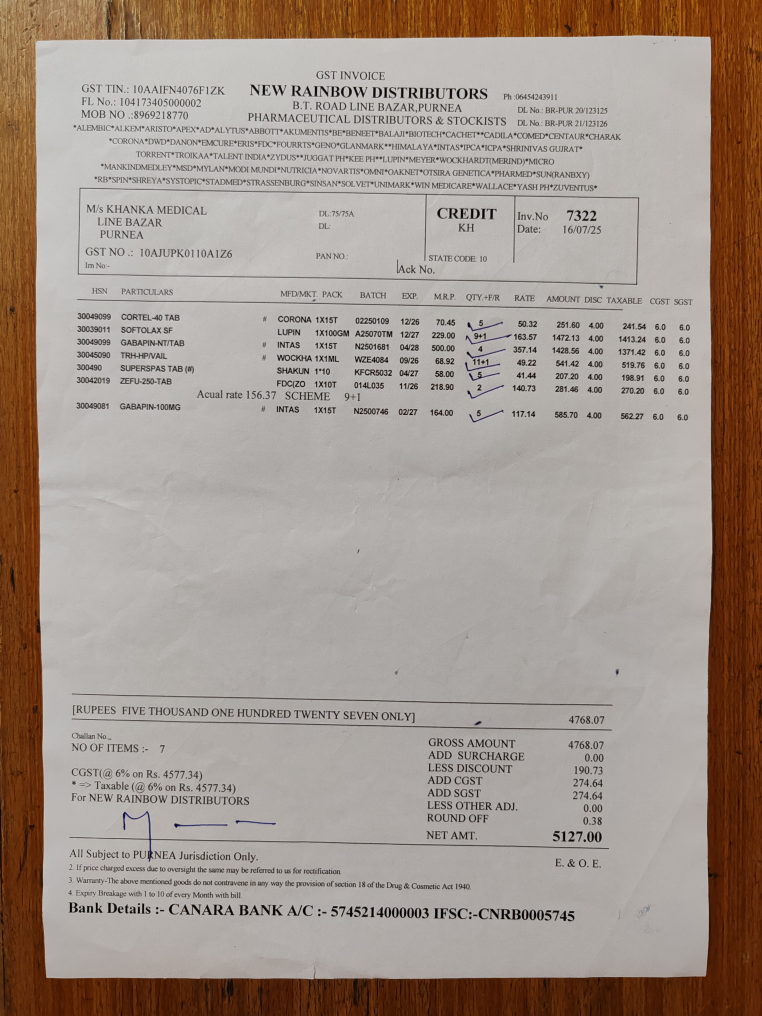 GST INVOICE
GST TIN.: 10AAIFN4076F1ZK
FL No.: 104173405000002
MOB NO .:8969218770
NEW RAINBOW DISTRIBUTORS
B.T. ROAD LINE BAZAR,PURNEA
PHARMACEUTICAL DISTRIBUTORS & STOCKISTS
Ph :06454243911
DL No.: BR-PUR 20/123125
DL No.: BR-PUR 21/123126
*ALEMBIC*ALKEM*ARISTO*APEX*AD*ALYTUS*ABBOTT*AKUMENTIS*BE*BENEET*BALAJI*BIOTECH*CACHET**CADILA*COMED*CENTAUR*CHARAK
*CORONA*DWD*DANON*EMCURE*ERIS*FDC*FOURRTS*GENO*GLANMARK**HIMALAYA*INTAS*IPCA*ICPA*SHRINIVAS GUJRAT*
TORRENT*TROIKAA*TALENT INDIA*ZYDUS**JUGGAT PH*KEE PH**LUPIN*MEYER*WOCKHARDT(MERIND)*MICRO
*MANKINDMEDLEY*MSD*MYLAN*MODI MUNDI*NUTRICIA*NOVARTIS*OMNI*OAKNET*OTSIRA GENETICA*PHARMED*SUN(RANBXY)
*RB*SPIN*SHREYA*SYSTOPIC*STADMED*STRASSENBURG*SINSAN*SOLVET*UNIMARK*WIN MEDICARE*WALLACE*YASH PH*ZUVENTUS*
M/s KHANKA MEDICAL
LINE BAZAR
PURNEA
GST NO .: 10AJUPK0110A1Z6
Irn No:-
DL:75/75A
DL:
PAN NO.:
CREDIT
KH
STATE CODE: 10
Ack No.
Inv.No 7322
Date: 16/07/25
HSN PARTICULARS MFD/MKT. PACK BATCH EXP. M.R.P. QTY.+F/R RATE AMOUNT DISC TAXABLE CGST SGST
30049099 CORTEL-40 TAB # CORONA 1X15T 02250109 12/26 70.45 5 50.32 251.60 4.00 241.54 6.0 6.0
30039011 SOFTOLAX SF LUPIN 1X100GM A25070TM 12/27 229.00 9+1 163.57 1472.13 4.00 1413.24 6.0 6.0
30049099 GABAPIN-NT/TAB # INTAS 1X15T N2501681 04/28 500.00 4 357.14 1428.56 4.00 1371.42 6.0 6.0
30045090 TRH-HP/VAIL # WOCKHA 1X1ML WZE4084 09/26 68.92 11+1 49.22 541.42 4.00 519.76 6.0 6.0
300490 SUPERSPAS TAB (#) SHAKUN 1*10 KFCR5032 04/27 58.00 5 41.44 207.20 4.00 198.91 6.0 6.0
30042019 ZEFU-250-TAB FDC(ZO 1X10T 014L035 11/26 218.90 2 140.73 281.46 4.00 270.20 6.0 6.0
Acual rate 156.37 SCHEME 9+1
30049081 GABAPIN-100MG # INTAS 1X15T N2500746 02/27 164.00 5 117.14 585.70 4.00 562.27 6.0 6.0
[RUPEES FIVE THOUSAND ONE HUNDRED TWENTY SEVEN ONLY] 4768.07
Challan No.,,
NO OF ITEMS :- 7
CGST(@ 6% on Rs. 4577.34)
* => Taxable (@ 6% on Rs. 4577.34)
For NEW RAINBOW DISTRIBUTORS
GROSS AMOUNT 4768.07
ADD SURCHARGE 0.00
LESS DISCOUNT 190.73
ADD CGST 274.64
ADD SGST 274.64
LESS OTHER ADJ. 0.00
ROUND OFF 0.38
NET AMT. 5127.00
All Subject to PURNEA Jurisdiction Only.
E. & O. E.
2. If price charged excess due to oversight the same may be referred to us for rectification
3. Warranty-The above mentioned goods do not contravene in any way the provision of section 18 of the Drug & Cosmetic Act 1940.
4. Expiry Breakage with 1 to 10 of every Month with bill.
Bank Details :- CANARA BANK A/C :- 5745214000003 IFSC:-CNRB0005745